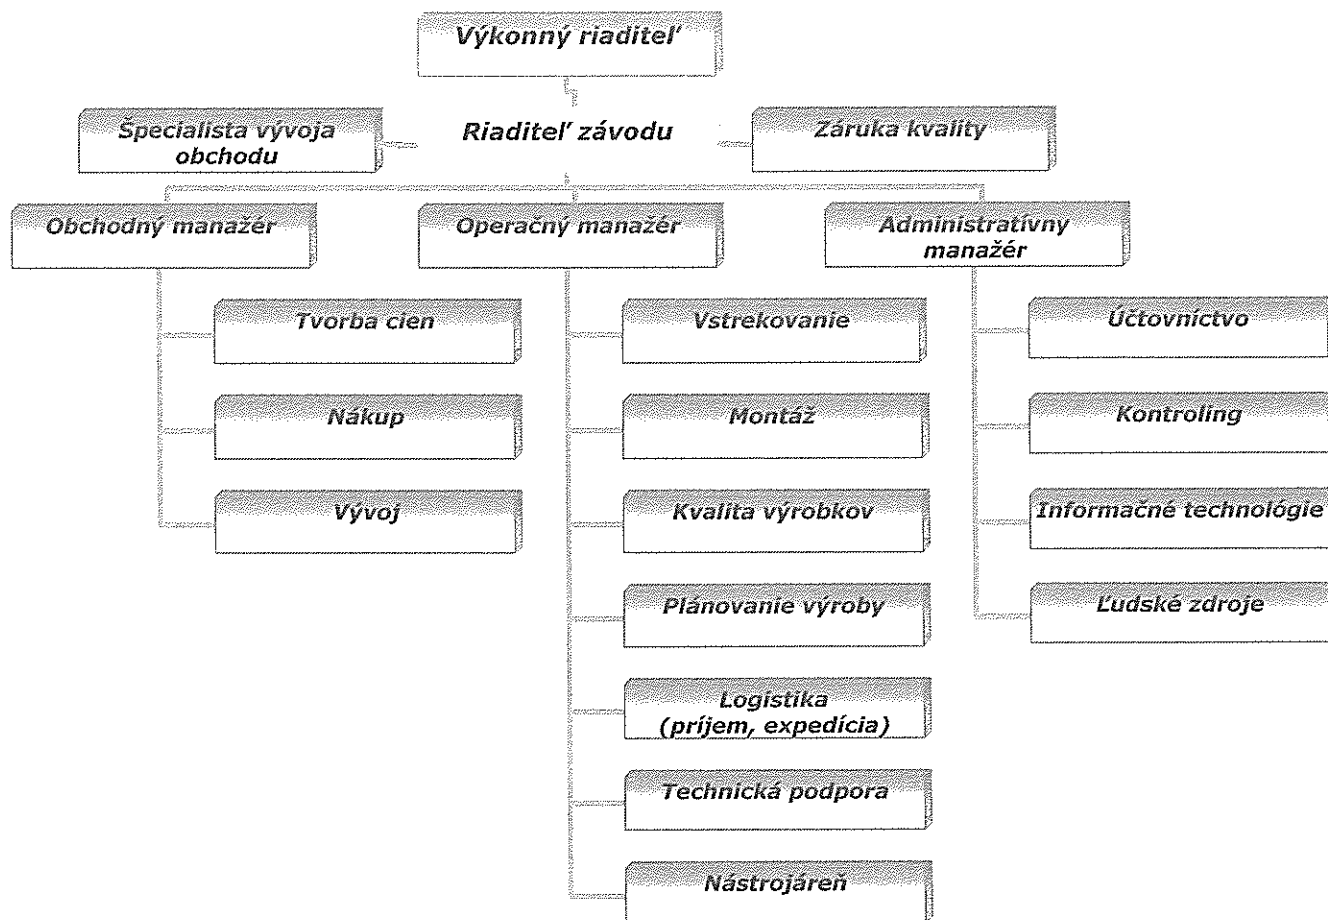 Výkonný riaditeľ
Špecialista vývoja
obchodu
Riaditeľ závodu
Záruka kvality
Obchodný manažér
Operačný manažér
Administratívny
manažér
Tvorba cien
Nákup
Vývoj
Vstrekovanie
Montáž
Kvalita výrobkov
Plánovanie výroby
Logistika
(príjem, expedícia)
Technická podpora
Nástrojáreň
Účtovníctvo
Kontroling
Informačné technológie
Ľudské zdroje